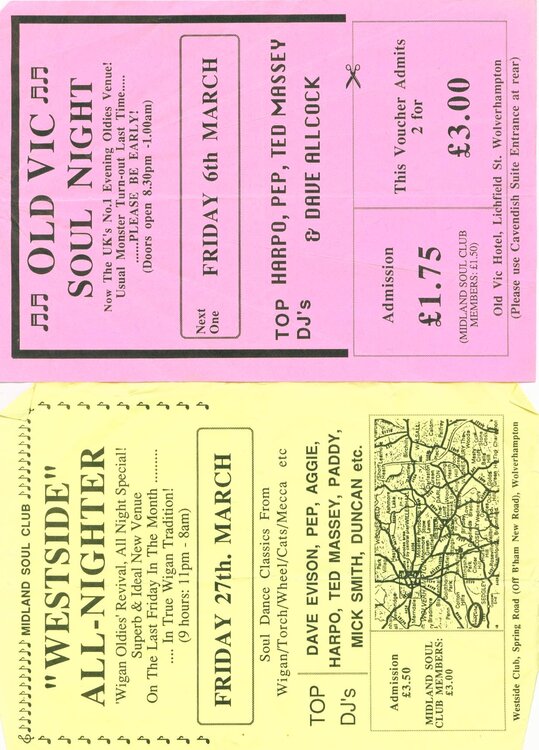 OLD VIC
SOUL NIGHT
Now The UK's No.1 Evening Oldies Venue!
Usual Monster Turn-out Last Time....
......PLEASE BE EARLY!
(Doors open 8.30pm -1.00am)
Next
One
FRIDAY 6th MARCH
TOP
DJ's
HARPO, PEP, TED MASSEY
& DAVE ALLCOCK
Admission
£1.75
(MIDLAND SOUL CLUB
MEMBERS: £1.50)
This Voucher Admits
2 for
£3.00
Old Vic Hotel, Lichfield St. Wolverhampton
(Please use Cavendish Suite Entrance at rear)
MIDLAND SOUL CLUB
"WESTSIDE"
ALL-NIGHTER
'Wigan Oldies' Revival, All Night Special!
Superb & Ideal New Venue
On The Last Friday In The Month .........
.... In True Wigan Tradition!
(9 hours: 11pm - 8am)
FRIDAY 27th. MARCH
Soul Dance Classics From
Wigan/Torch/Wheel/Cats/Mecca etc
TOP
DJ's
DAVE EVISON, PEP, AGGIE,
HARPO, TED MASSEY, PADDY,
MICK SMITH, DUNCAN etc.
Admission
£3.50
MIDLAND SOUL
CLUB MEMBERS:
£3.00
Westside Club, Spring Road (Off B'ham New Road), Wolverhampton